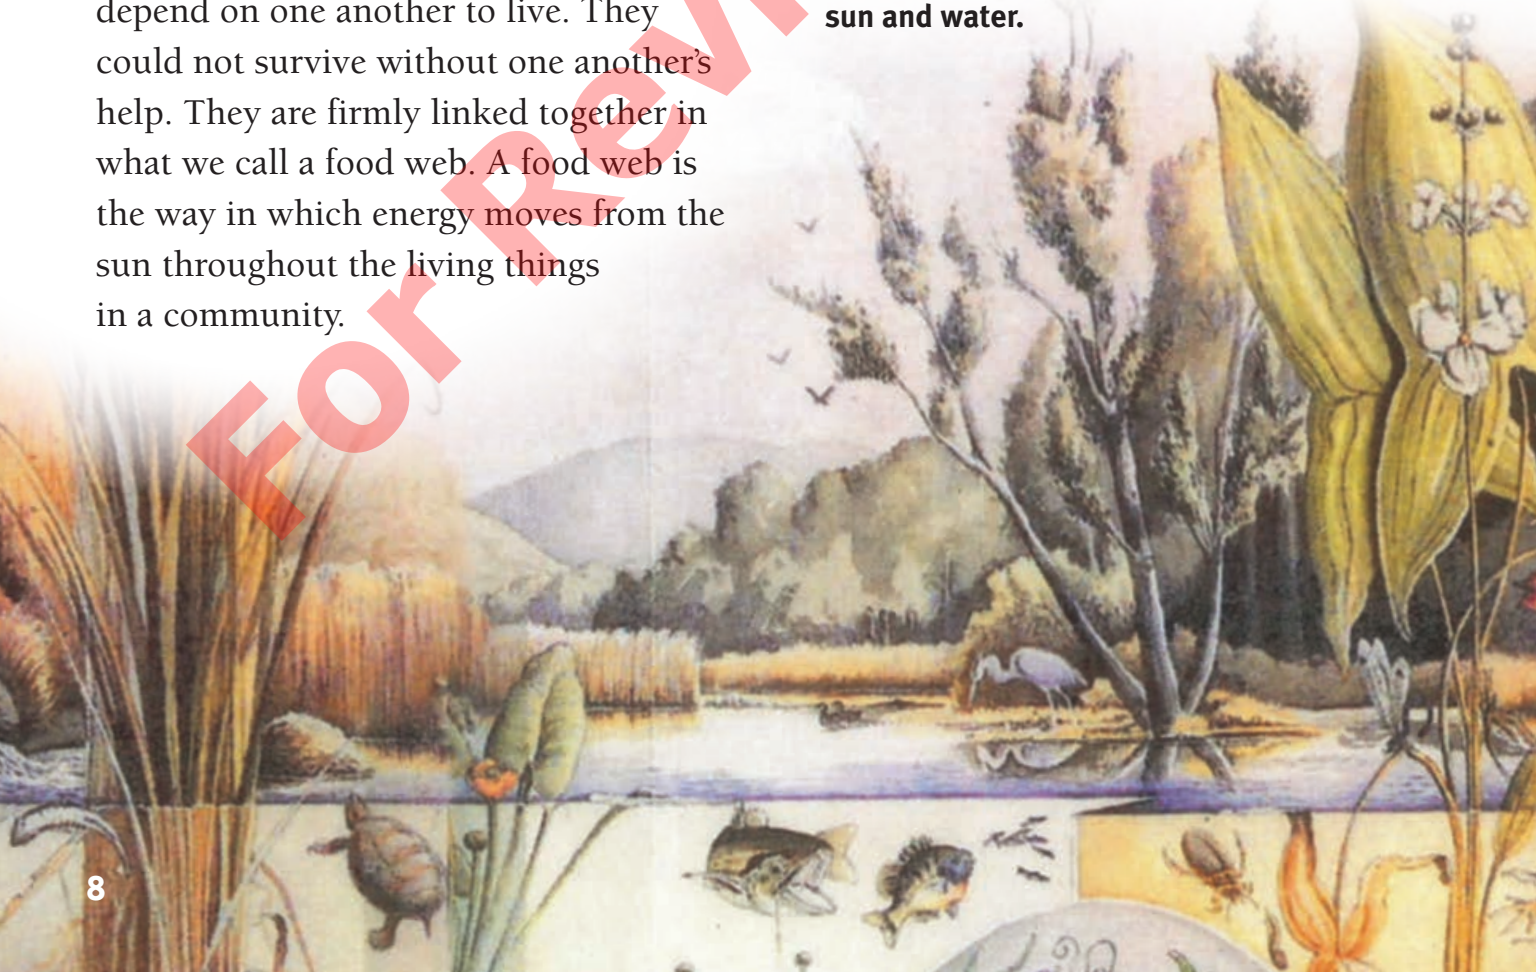 depend on one another to live. They
could not survive without one another's
help. They are firmly linked together in
what we call a food web. A food web is
the way in which energy moves from the
sun throughout the living things
in a community.
sun and water.
For Rev
8